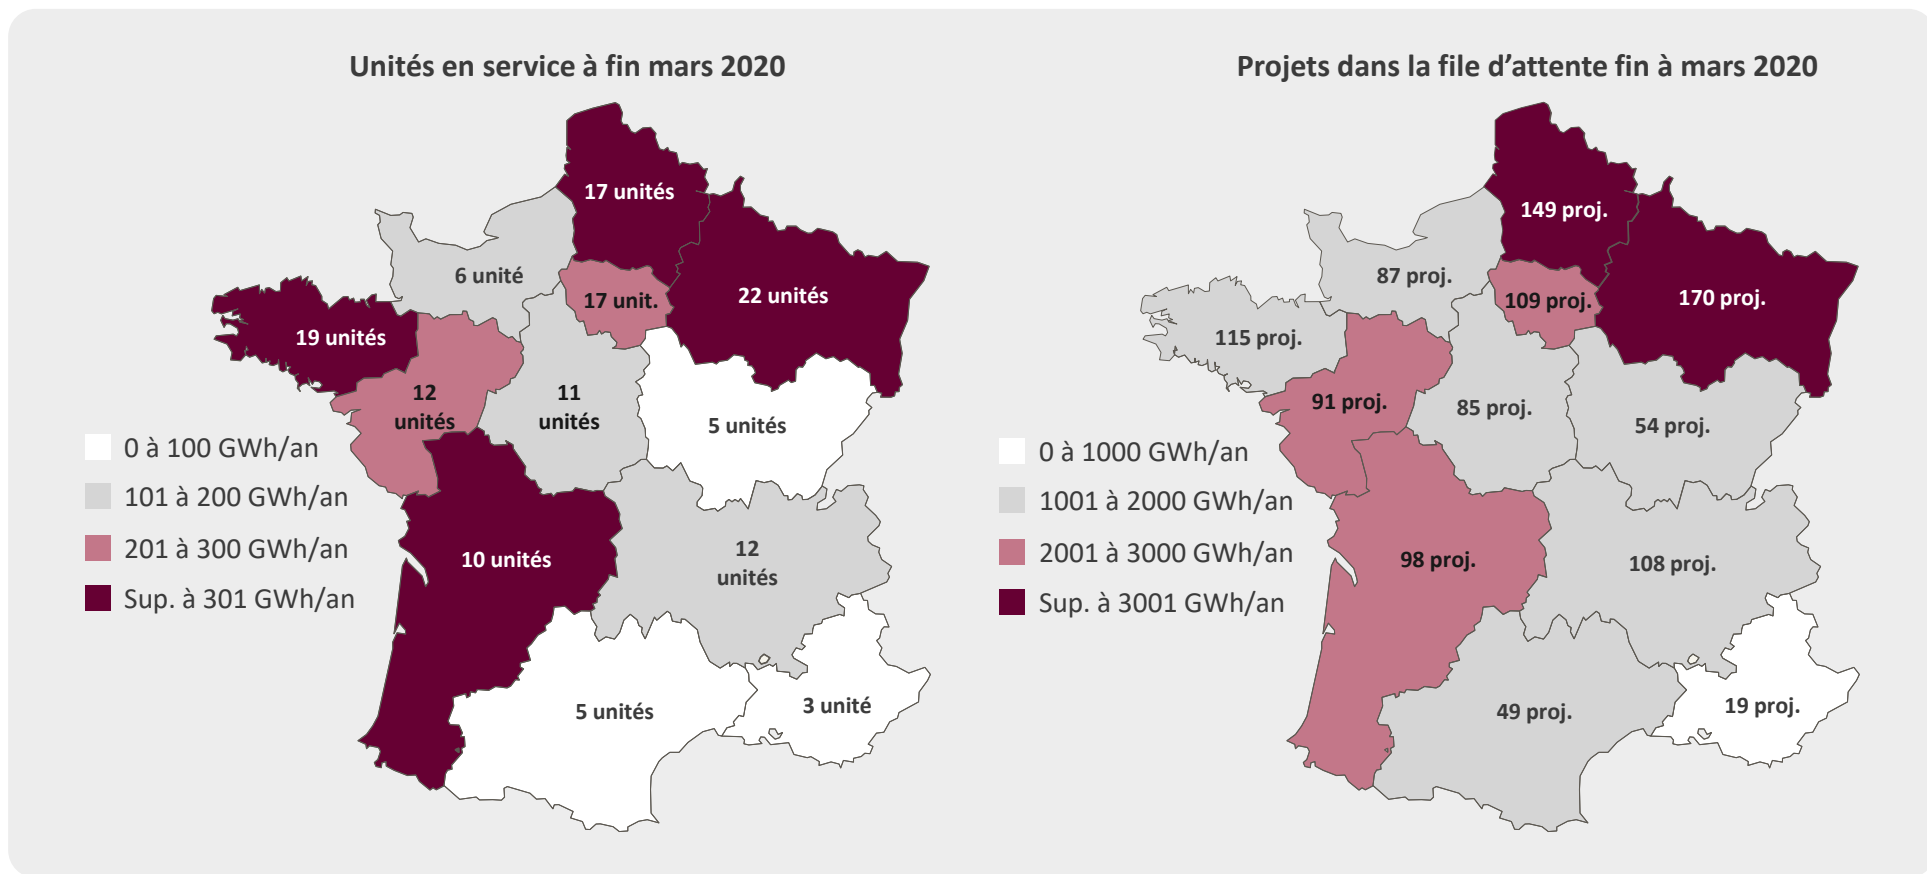 Unités en service à fin mars 2020
17 unités
6 unité
17 unit.
22 unités
19 unités
12
unités
11
unités
5 unités
10 unités
12
unités
5 unités
3 unité
0 à 100 GWh/an
101 à 200 GWh/an
201 à 300 GWh/an
Sup. à 301 GWh/an
Projets dans la file d’attente fin à mars 2020
149 proj.
87 proj.
109 proj.
170 proj.
115 proj.
91 proj.
85 proj.
54 proj.
98 proj.
108 proj.
49 proj.
19 proj.
0 à 1000 GWh/an
1001 à 2000 GWh/an
2001 à 3000 GWh/an
Sup. à 3001 GWh/an